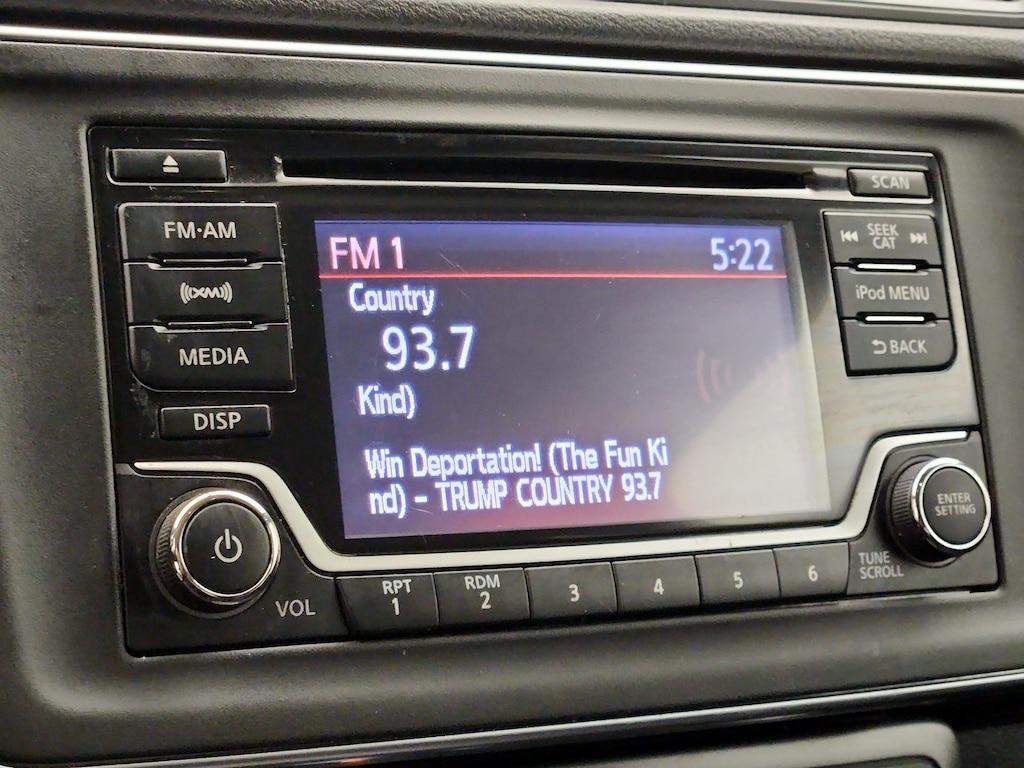 SCAN
FM·AM
SEEK
CAT
FM 1 5:22
Country
(((XM)))
iPod MENU
93.7
MEDIA
BACK
Kind)
DISP
Win Deportation! (The Fun Ki
nd) - TRUMP COUNTRY 93.7
ENTER
SETTING
VOL
RPT
1
RDM
2
3
4
5
6
TUNE
SCROLL